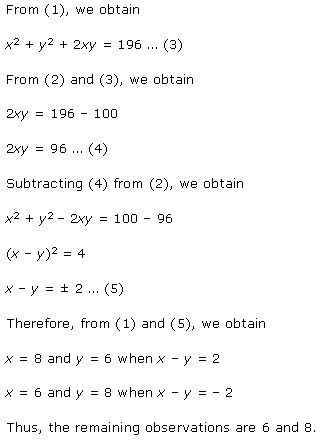 From (1), we obtain
x² + y² + 2xy = 196 … (3)
From (2) and (3), we obtain
2xy = 196 – 100
2xy = 96 … (4)
Subtracting (4) from (2), we obtain
x² + y² – 2xy = 100 – 96
(x – y)² = 4
x – y = ± 2 … (5)
Therefore, from (1) and (5), we obtain
x = 8 and y = 6 when x – y = 2
x = 6 and y = 8 when x – y = – 2
Thus, the remaining observations are 6 and 8.